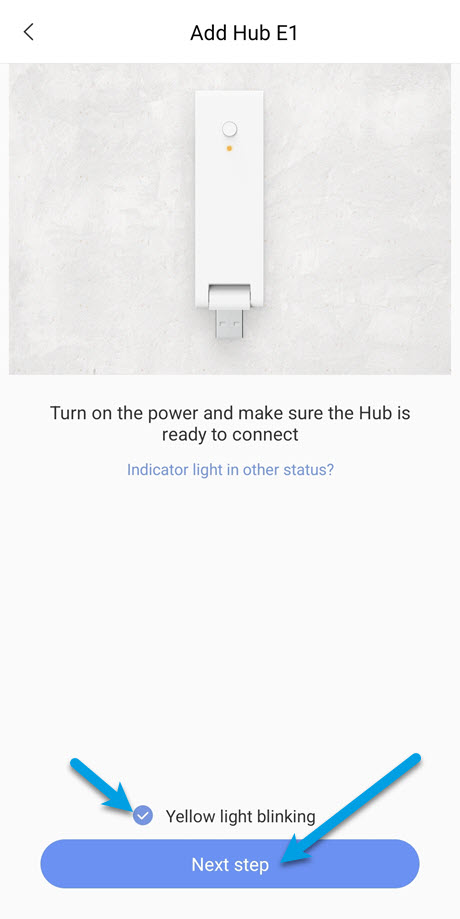 Add Hub E1
Turn on the power and make sure the Hub is
ready to connect
Indicator light in other status?
Yellow light blinking
Next step